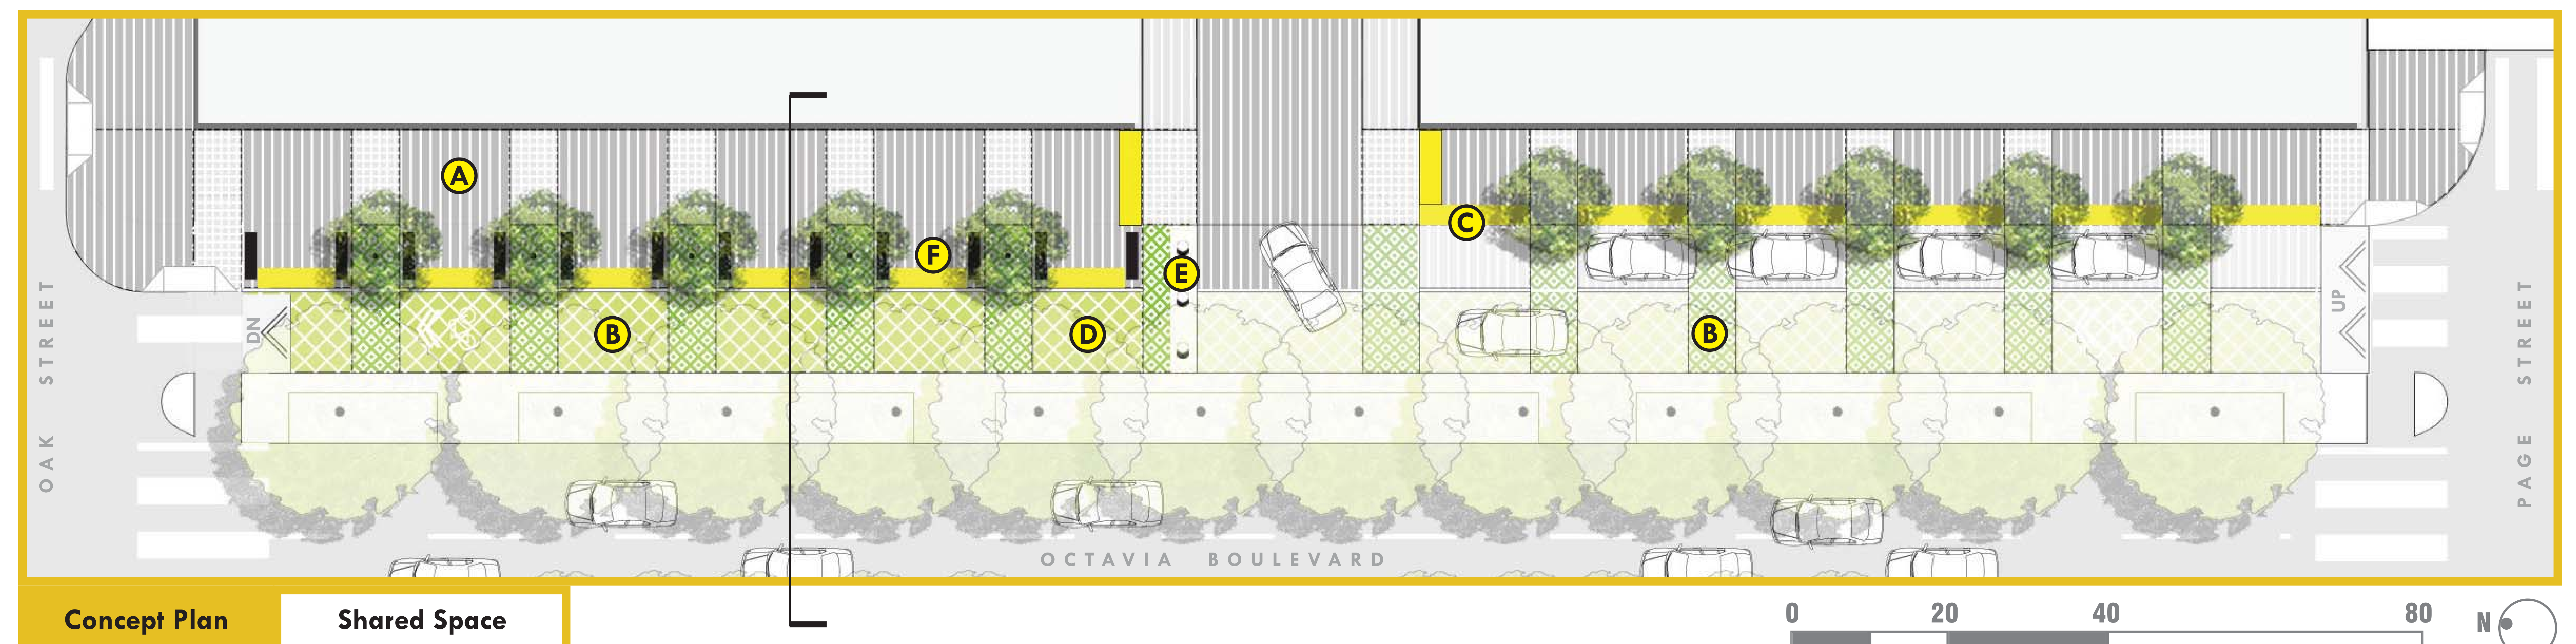 A
B
C
D
E
F
B
DN
UP
OAK STREET
PAGE STREET
OCTAVIA BOULEVARD
Concept Plan
Shared Space
0 20 40 80
N